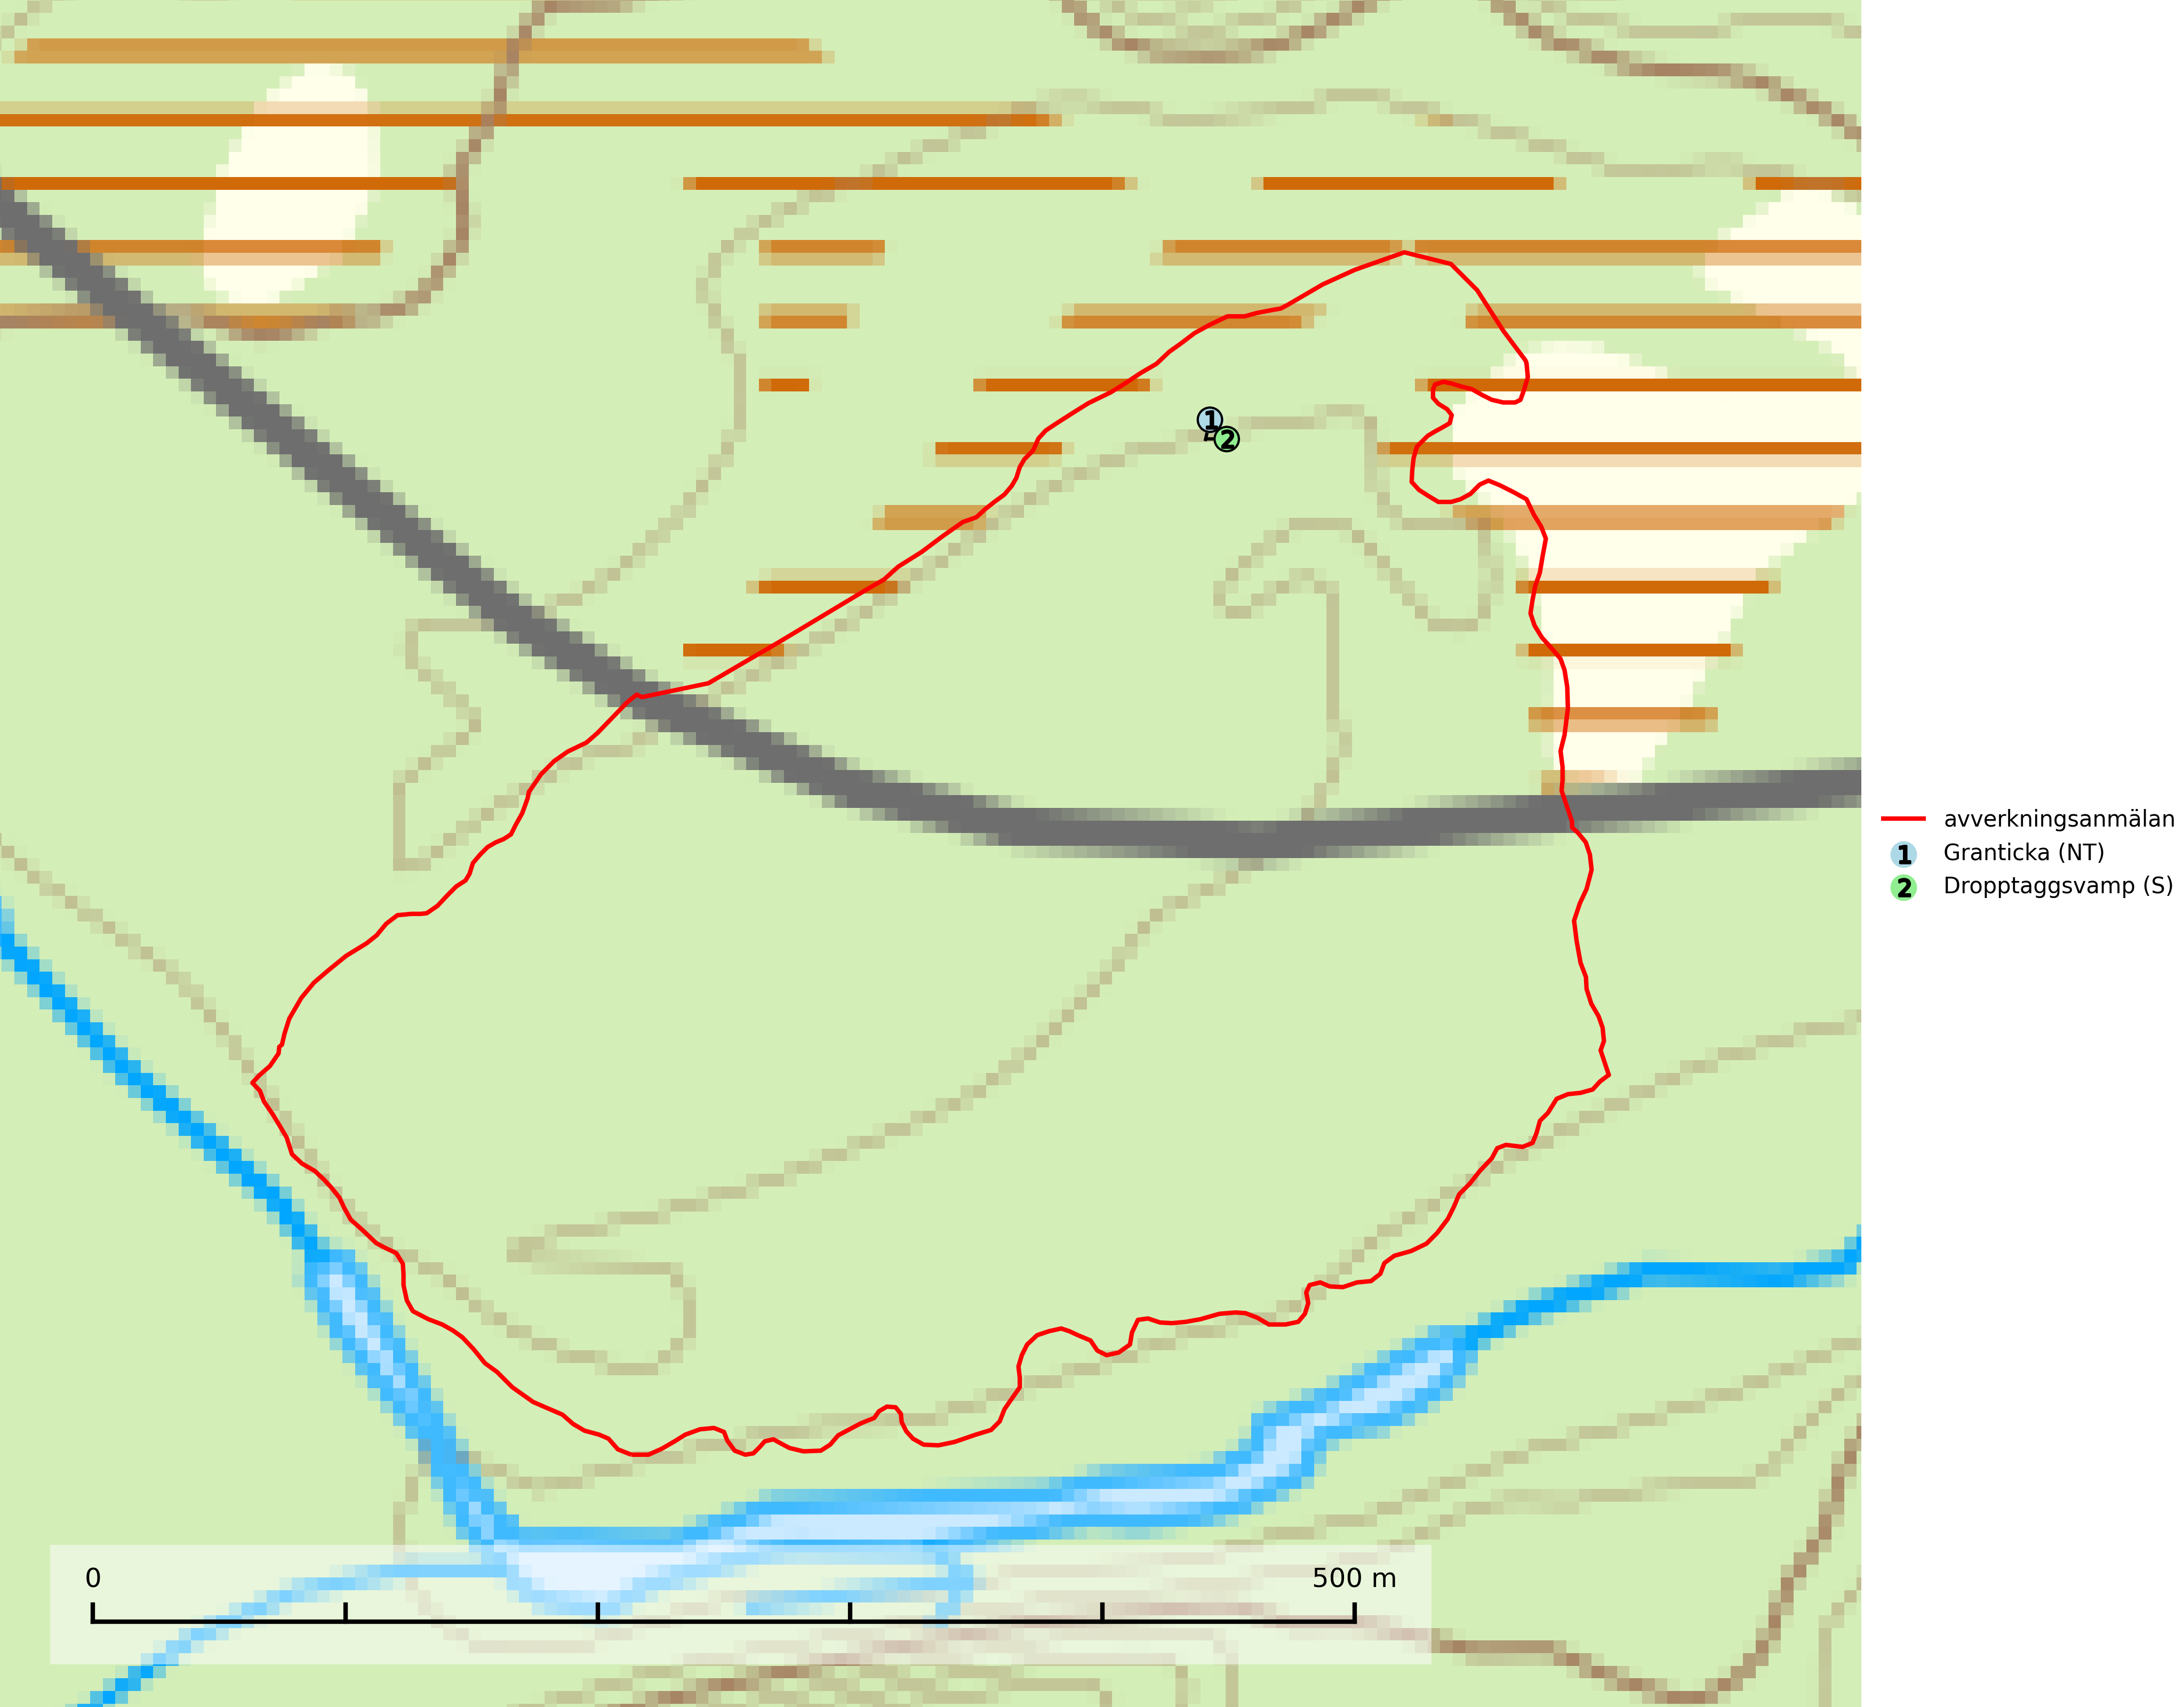 1
2
avverkningsanmälan
1 Granticka (NT)
2 Dropptaggsvamp (S)
0 500 m